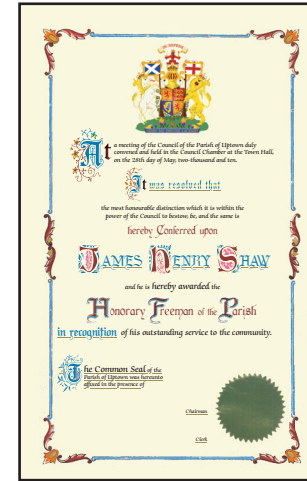 At a meeting of the Council of the Parish of Uptown duly
convened and held in the Council Chamber at the Town Hall,
on the 28th day of May, two-thousand and ten.
It was resolved that
the most honourable distinction which it is within the
power of the Council to bestow, be, and the same is
hereby Conferred upon
JAMES HENRY SHAW
and he is hereby awarded the
Honorary Freeman of the Parish
in recognition of his outstanding service to the community.
The Common Seal of the
Parish of Uptown was hereunto
affixed in the presence of
Chairman
Clerk